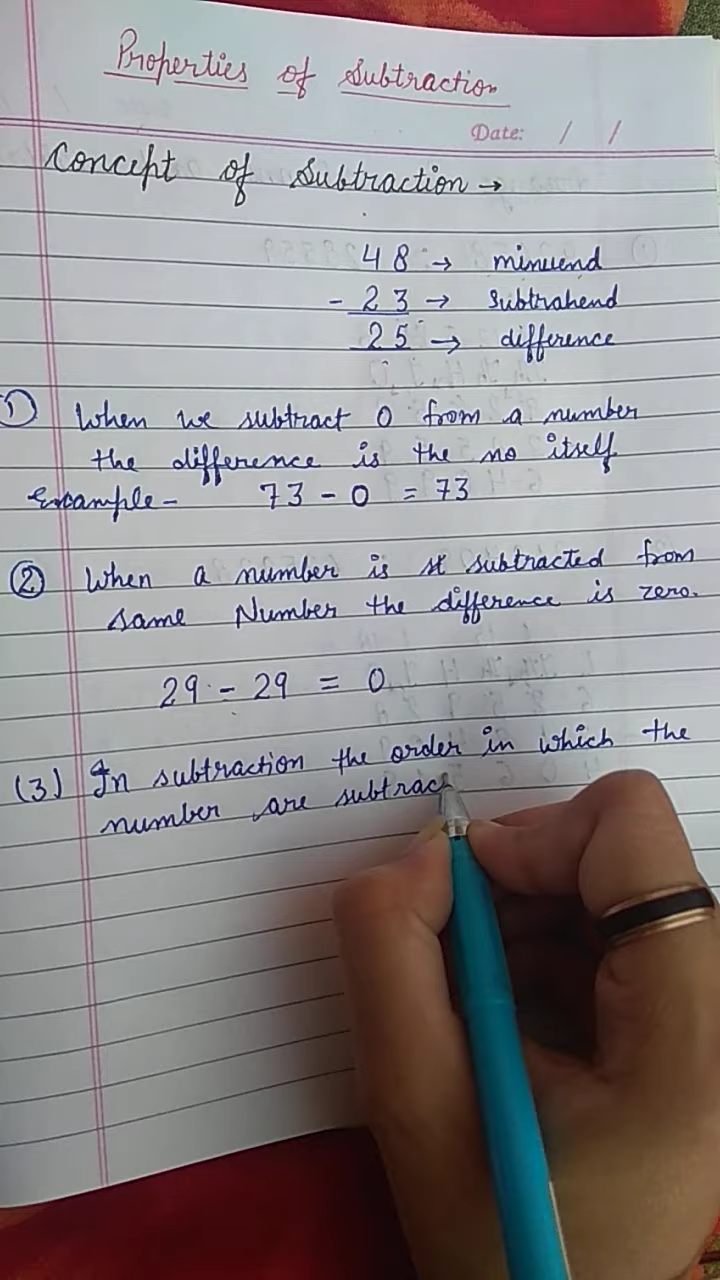 Properties of Subtraction
Date: / /
Concept of Subtraction →
48 → minuend
- 23 → Subtrahend
25 → difference
① When we subtract 0 from a number
the difference is the no itself
Example - 73 - 0 = 73
② When a number is st subtracted from
same Number the difference is zero.
29 - 29 = 0
(3) In subtraction the order in which the
number are subtrac